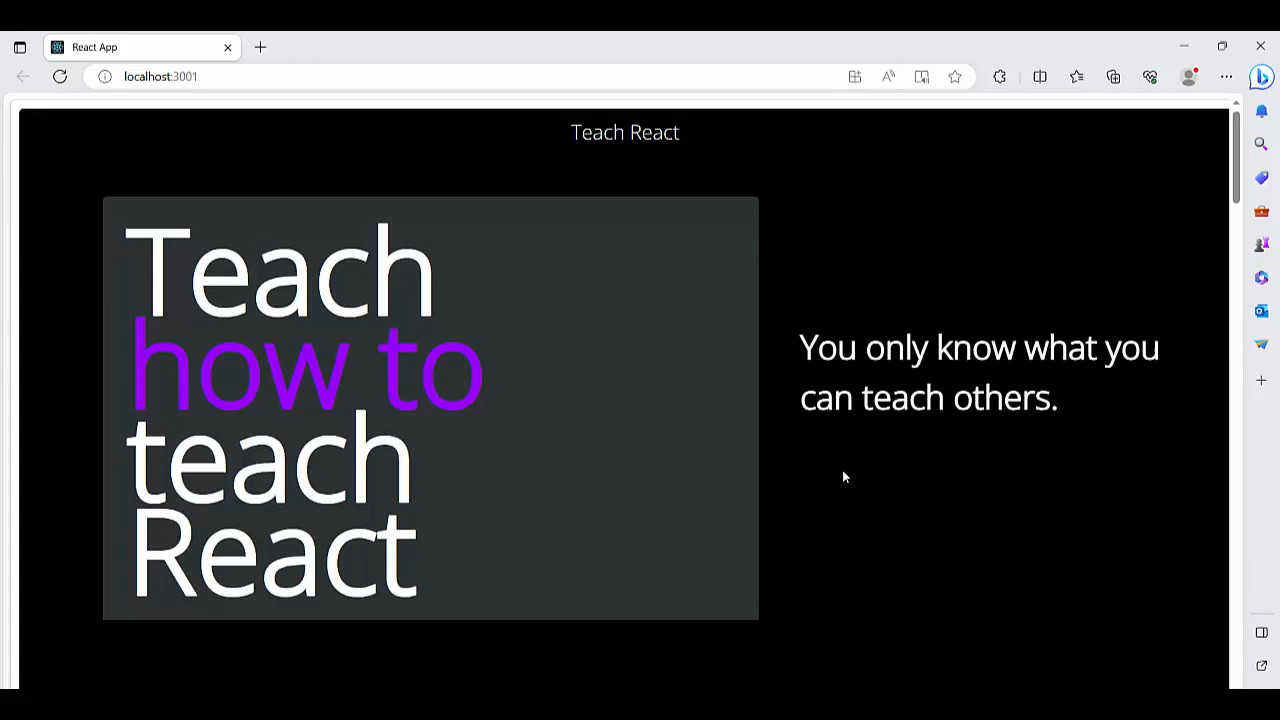 React App
localhost:3001
Teach React
Teach
how to
teach
React
You only know what you
can teach others.